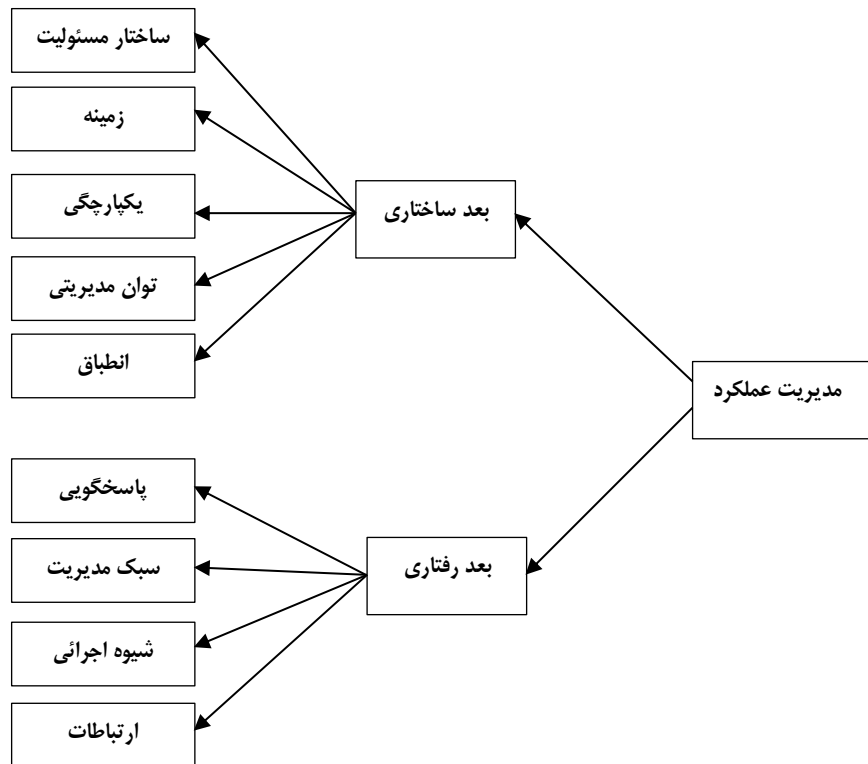 مدیریت عملکرد
بعد ساختاری
ساختار مسئولیت
زمینه
یکپارچگی
توان مدیریتی
انطباق
بعد رفتاری
پاسخگویی
سبک مدیریت
شیوه اجرائی
ارتباطات